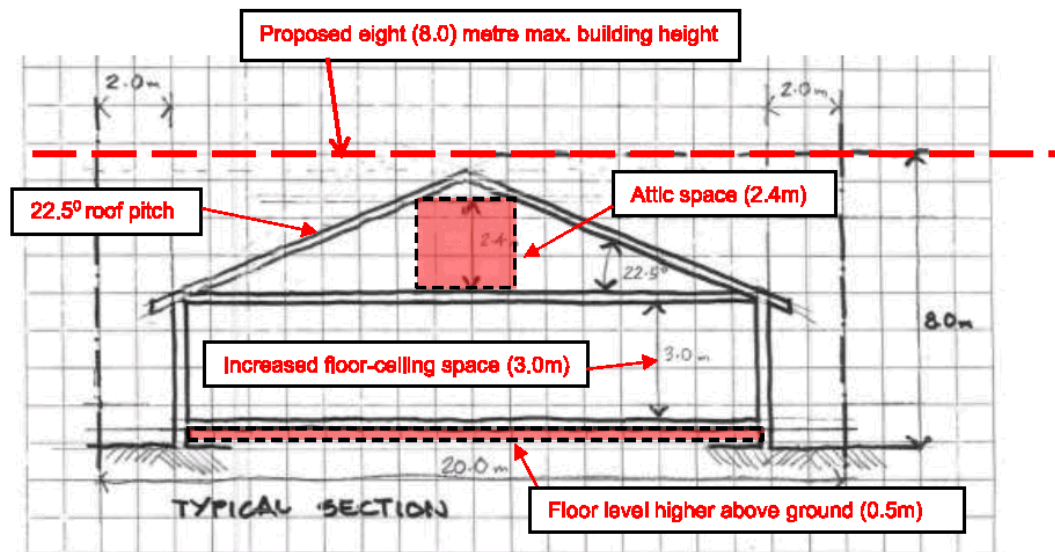 Proposed eight (8.0) metre max. building height
2.0m
2.0m
22.5⁰ roof pitch
Attic space (2.4m)
2.4
22.5°
8.0m
Increased floor-ceiling space (3.0m)
3.0m
20.0m
TYPICAL SECTION
Floor level higher above ground (0.5m)